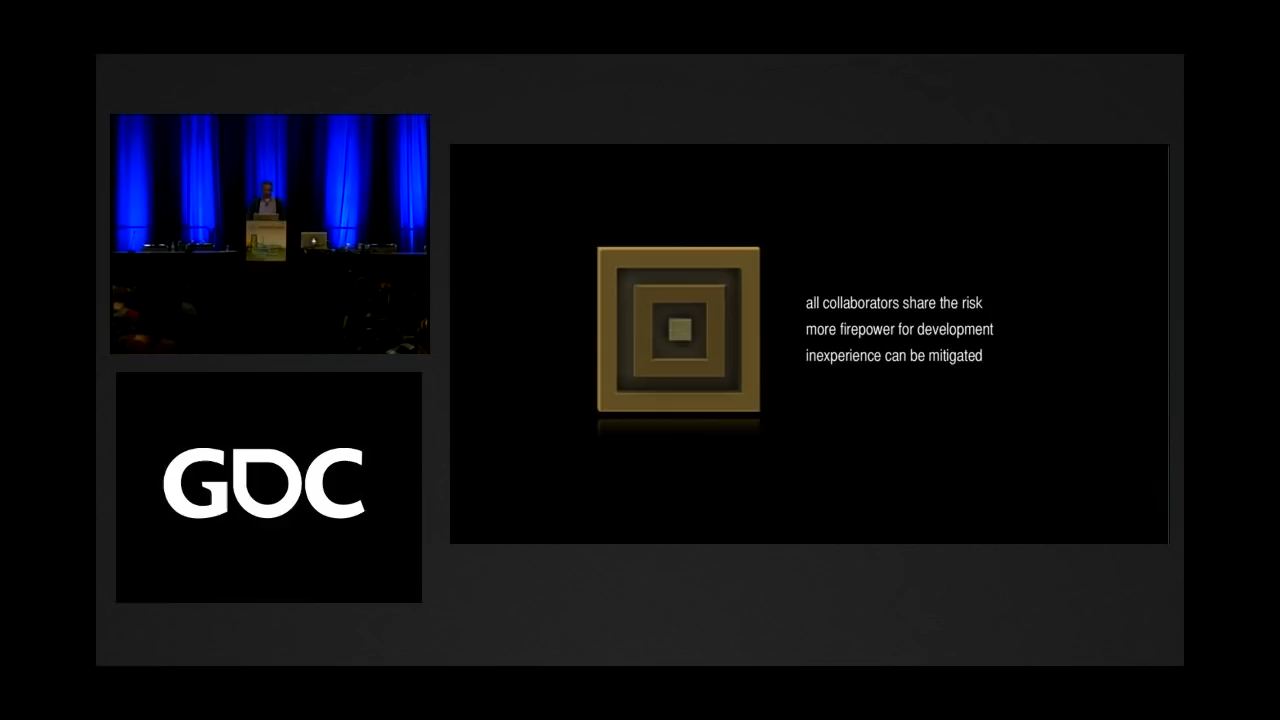 GDC
all collaborators share the risk
more firepower for development
inexperience can be mitigated